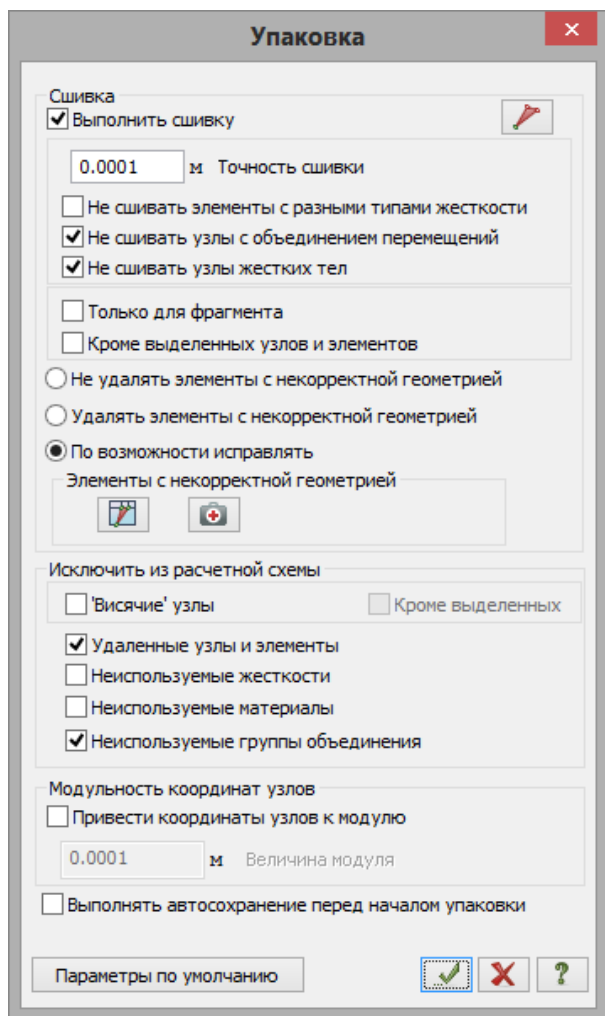 Упаковка
Сшивка
Выполнить сшивку
0.0001 м Точность сшивки
Не сшивать элементы с разными типами жесткости
Не сшивать узлы с объединением перемещений
Не сшивать узлы жестких тел
Только для фрагмента
Кроме выделенных узлов и элементов
Не удалять элементы с некорректной геометрией
Удалять элементы с некорректной геометрией
По возможности исправлять
Элементы с некорректной геометрией
Исключить из расчетной схемы
'Висячие' узлы Кроме выделенных
Удаленные узлы и элементы
Неиспользуемые жесткости
Неиспользуемые материалы
Неиспользуемые группы объединения
Модульность координат узлов
Привести координаты узлов к модулю
0.0001 м Величина модуля
Выполнять автосохранение перед началом упаковки
Параметры по умолчанию ?